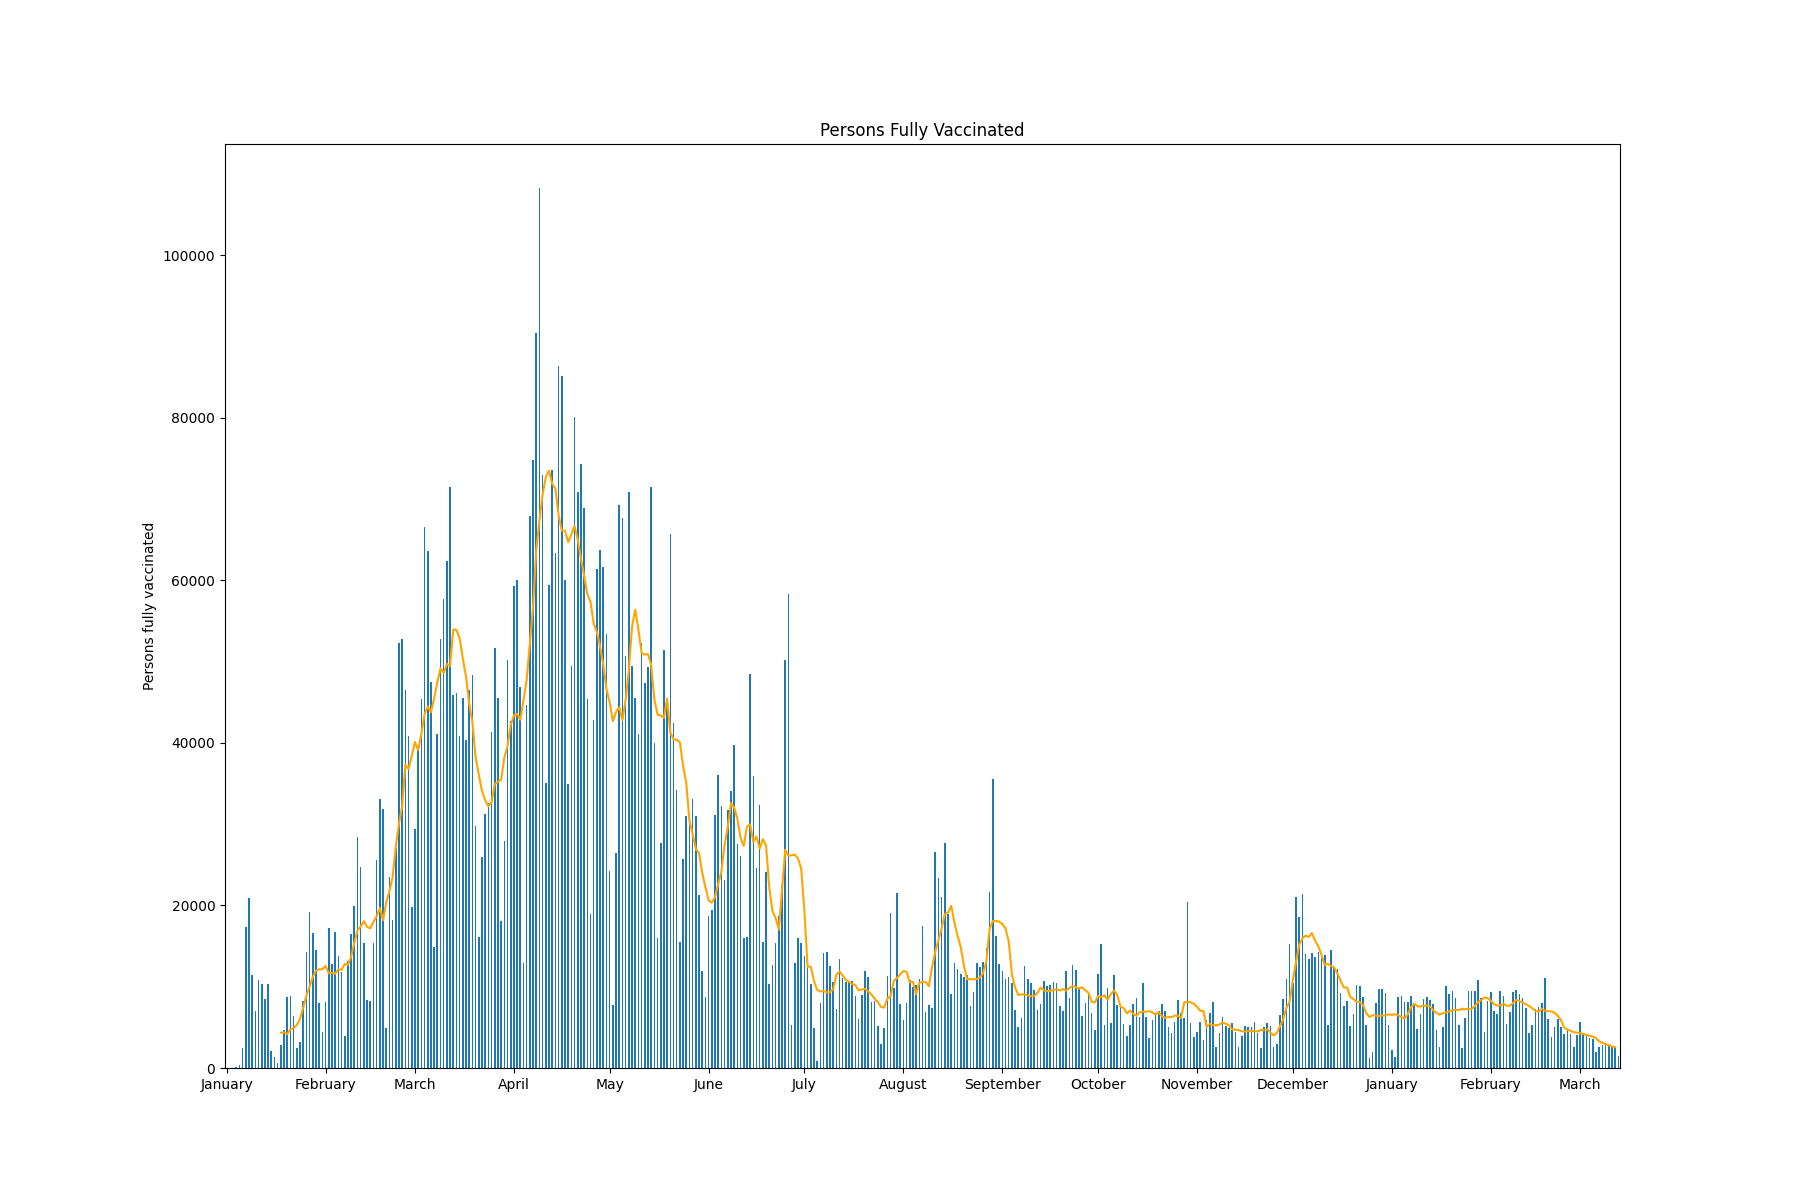 Persons Fully Vaccinated
Persons fully vaccinated
100000
80000
60000
40000
20000
0
January February March April May June July August September October November December January February March